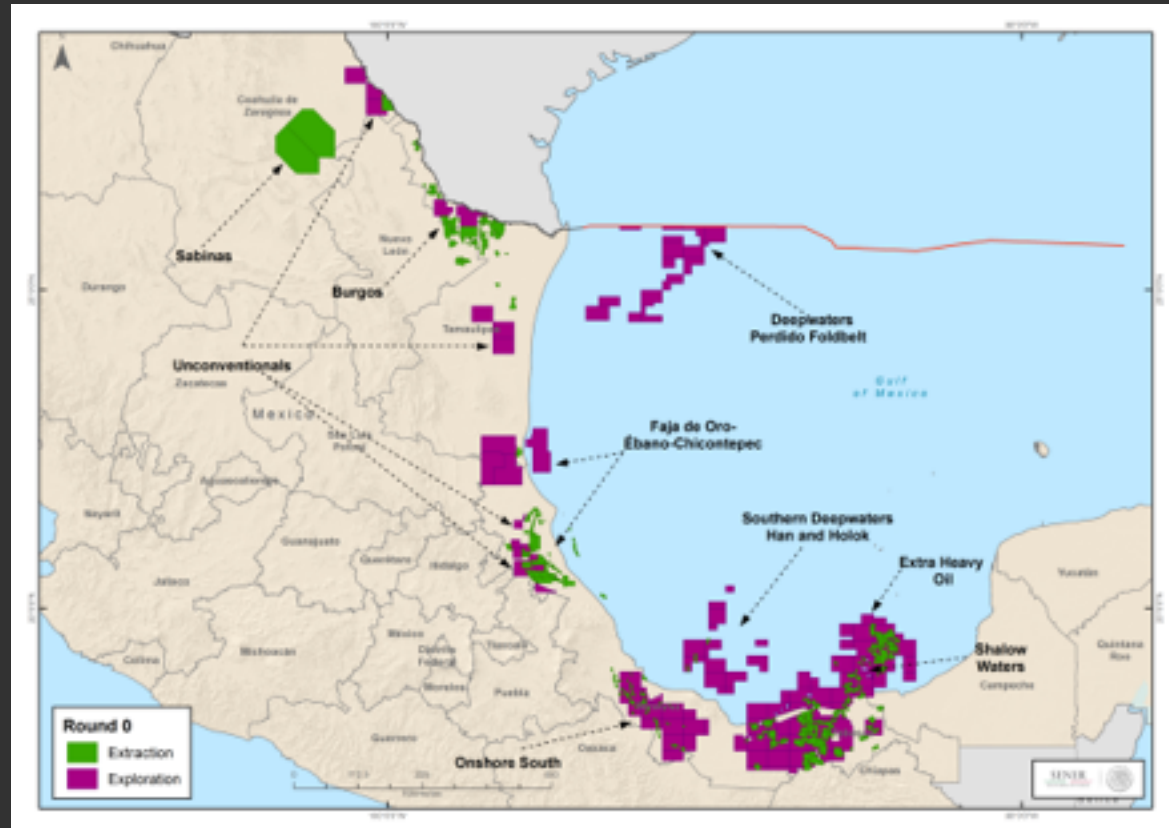 Chihuahua
Coahuila de
Zaragoza
Sabinas
Nuevo
León
Burgos
Durango
Tamaulipas
Deepwaters
Perdido Foldbelt
Unconventionals
Zacatecas
Gulf
of Mexico
Mexico
San Luis
Potosí
Faja de Oro-
Ébano-Chicontepec
Aguascalientes
Nayarit
Southern Deepwaters
Han and Holok
Guanajuato
Querétaro
Hidalgo
Extra Heavy
Oil
Yucatán
Jalisco
México
Distrito
Federal
Tlaxcala
Michoacán
Colima
Morelos
Puebla
Shalow
Waters
Campeche
Quintana
Roo
Guerrero
Oaxaca
Chiapas
Onshore South
Round 0
Extraction
Exploration
SENER